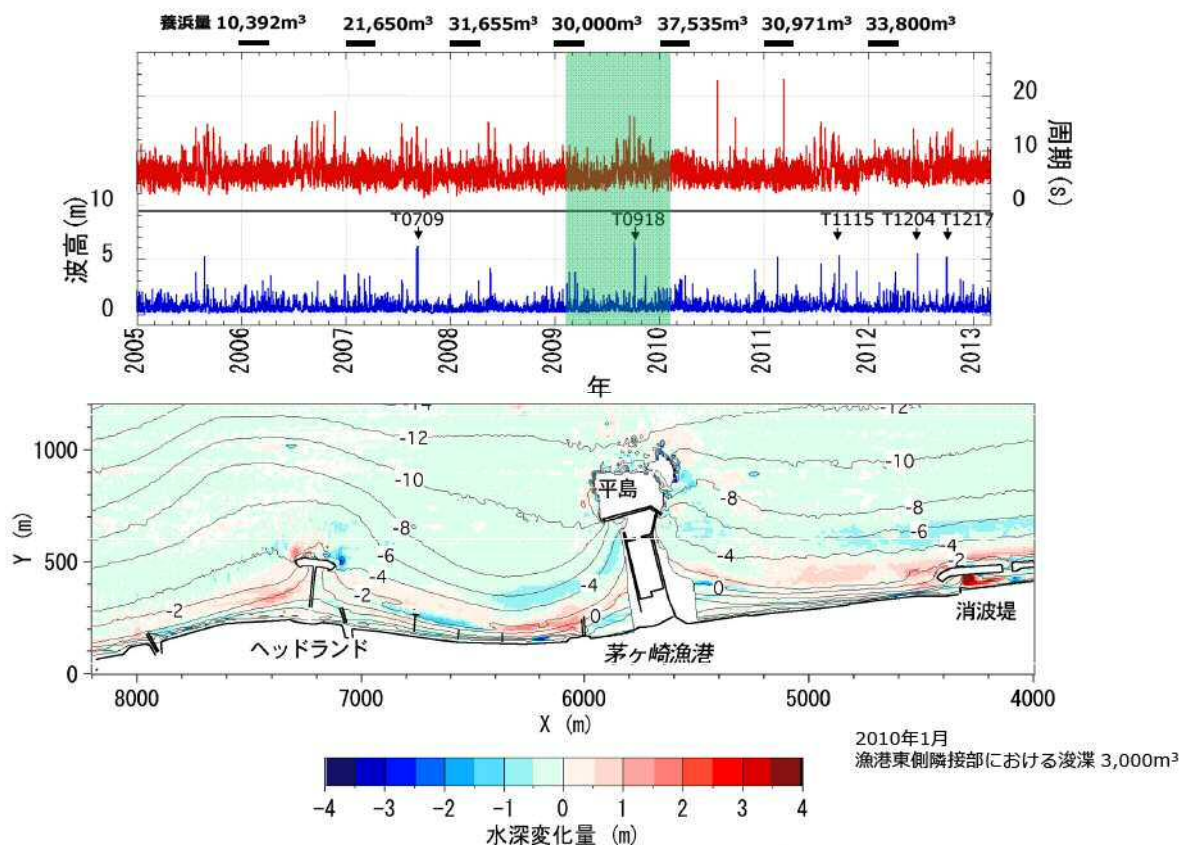 養浜量 10,392m³ 21,650m³ 31,655m³ 30,000m³ 37,535m³ 30,971m³ 33,800m³
20
10
0
周期(s)
10
5
0
波高(m)
T0709 T0918 T1115 T1204 T1217
2005 2006 2007 2008 2009 2010 2011 2012 2013
年
1000
500
0
Y (m)
-14 -12 -12
-10 -10
-8 -8
-6 -6
-4 -4 -4 -4
-2 -2 -2
0 0
平島
ヘッドランド
茅ヶ崎漁港
消波堤
8000 7000 6000 5000 4000
X (m)
2010年1月
漁港東側隣接部における浚渫 3,000m³
-4 -3 -2 -1 0 1 2 3 4
水深変化量 (m)